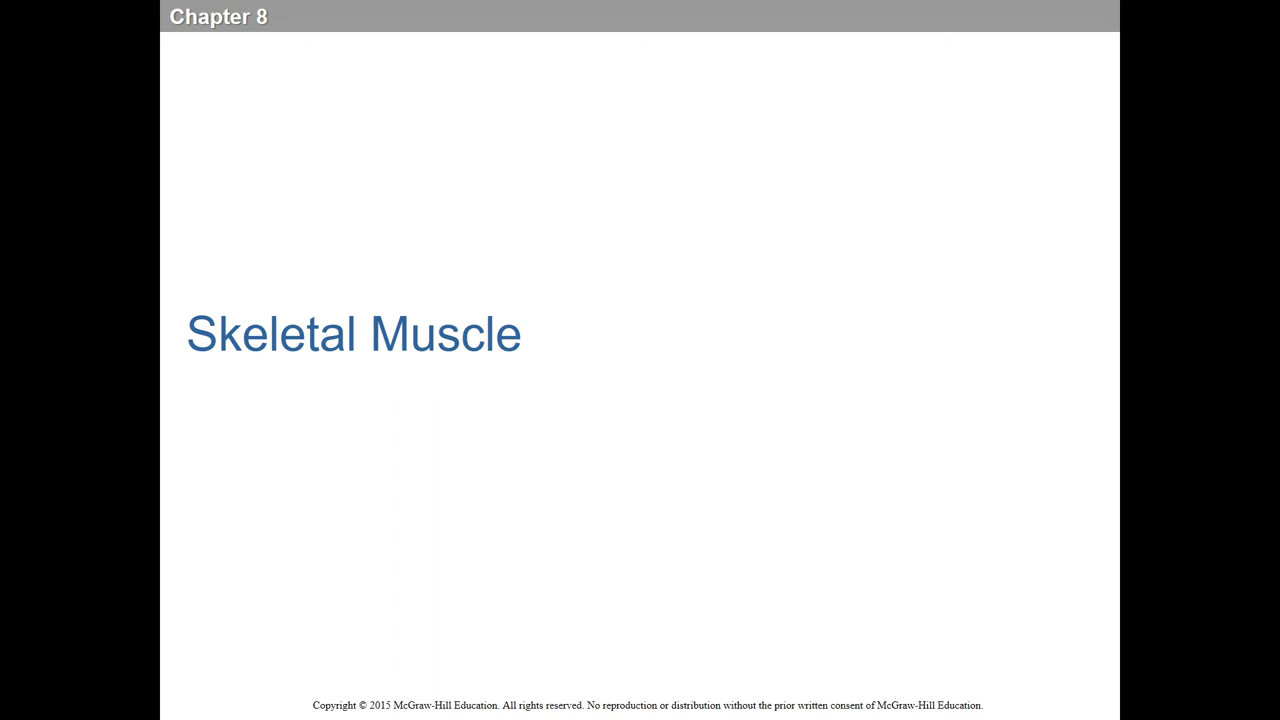 Chapter 8
Skeletal Muscle
Copyright © 2015 McGraw-Hill Education. All rights reserved. No reproduction or distribution without the prior written consent of McGraw-Hill Education.